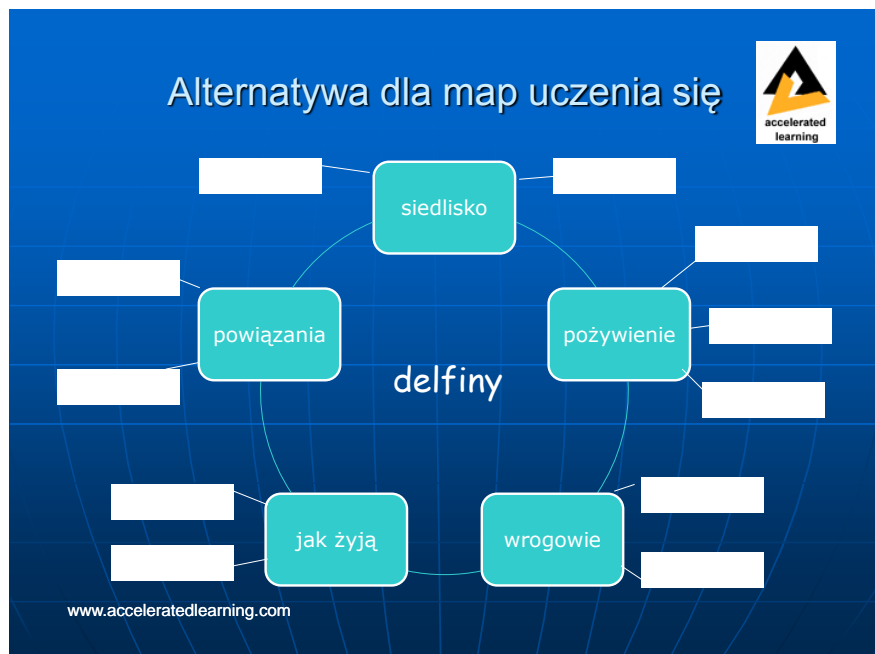 Alternatywa dla map uczenia się
accelerated
learning
siedlisko
powiązania
pożywienie
delfiny
jak żyją
wrogowie
www.acceleratedlearning.com